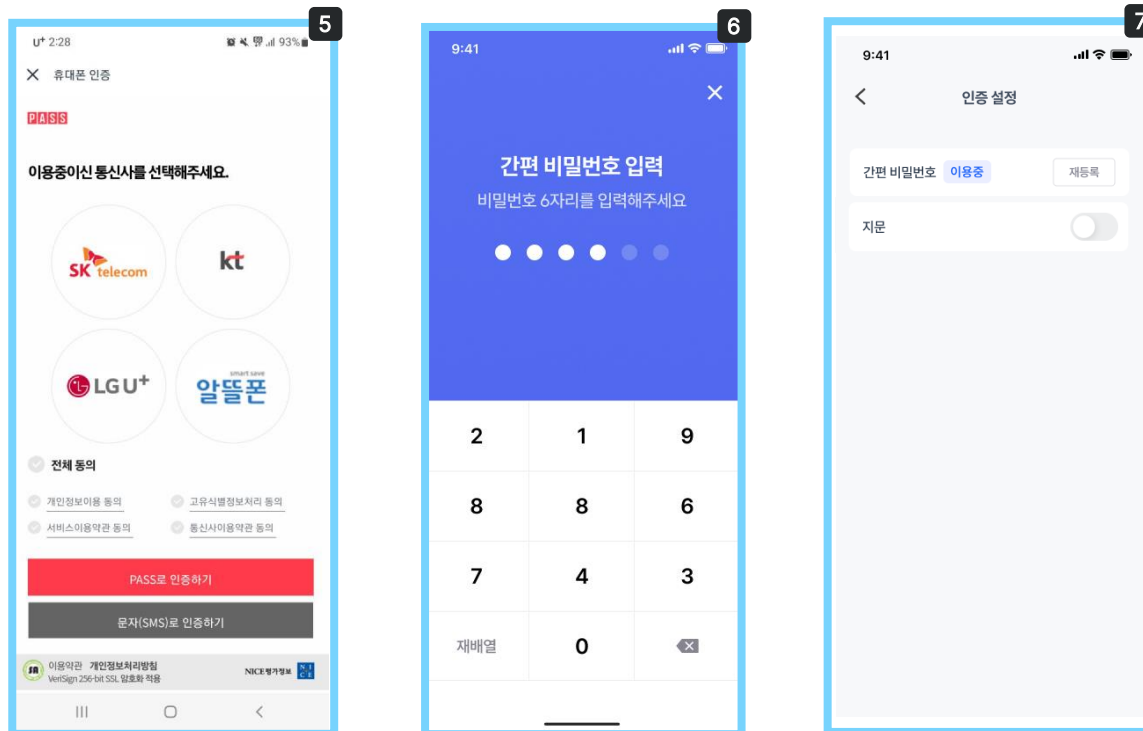 5
U⁺ 2:28
93%
휴대폰 인증
PASS
이용중이신 통신사를 선택해주세요.
SK telecom
kt
LG U⁺
smart save
알뜰폰
전체 동의
개인정보이용 동의
고유식별정보처리 동의
서비스이용약관 동의
통신사이용약관 동의
PASS로 인증하기
문자(SMS)로 인증하기
이용약관 개인정보처리방침
VeriSign 256-bit SSL 암호화 적용
NICE평가정보
NICE
6
9:41
간편 비밀번호 입력
비밀번호 6자리를 입력해주세요
2 1 9
8 8 6
7 4 3
재배열 0
7
9:41
인증 설정
간편 비밀번호 이용중 재등록
지문